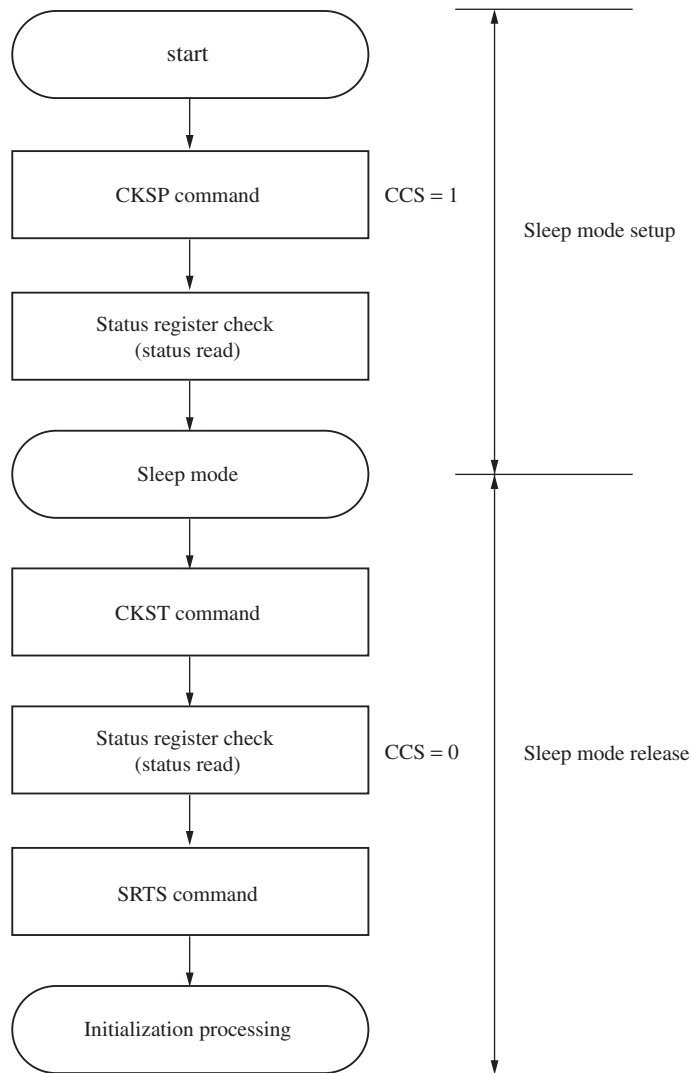 start
CKSP command
CCS = 1
Sleep mode setup
Status register check
(status read)
Sleep mode
CKST command
Status register check
(status read)
CCS = 0
Sleep mode release
SRTS command
Initialization processing